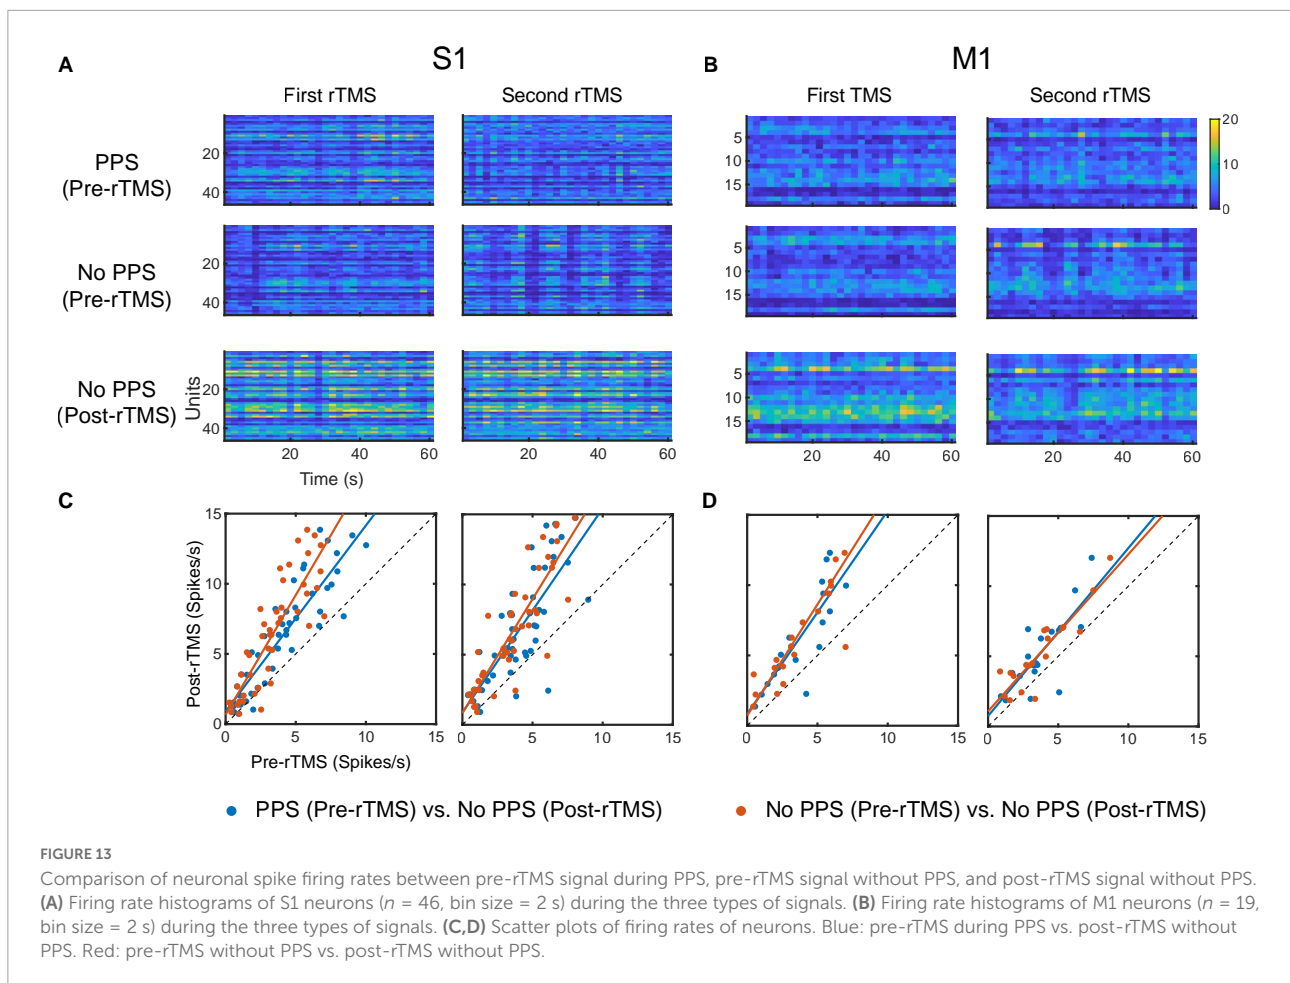 S1
M1
A
B
First rTMS
Second rTMS
First TMS
Second rTMS
PPS
(Pre-rTMS)
20
40
5
10
15
20
10
0
No PPS
(Pre-rTMS)
20
40
5
10
15
No PPS
(Post-rTMS)
Units
20
40
5
10
15
20
40
60
20
40
60
20
40
60
20
40
60
Time (s)
C
D
Post-rTMS (Spikes/s)
15
10
5
0
0
5
10
15
0
5
10
15
0
5
10
15
0
5
10
15
Pre-rTMS (Spikes/s)
PPS (Pre-rTMS) vs. No PPS (Post-rTMS)
No PPS (Pre-rTMS) vs. No PPS (Post-rTMS)
FIGURE 13
Comparison of neuronal spike firing rates between pre-rTMS signal during PPS, pre-rTMS signal without PPS, and post-rTMS signal without PPS.
(A) Firing rate histograms of S1 neurons (n = 46, bin size = 2 s) during the three types of signals. (B) Firing rate histograms of M1 neurons (n = 19,
bin size = 2 s) during the three types of signals. (C,D) Scatter plots of firing rates of neurons. Blue: pre-rTMS during PPS vs. post-rTMS without
PPS. Red: pre-rTMS without PPS vs. post-rTMS without PPS.